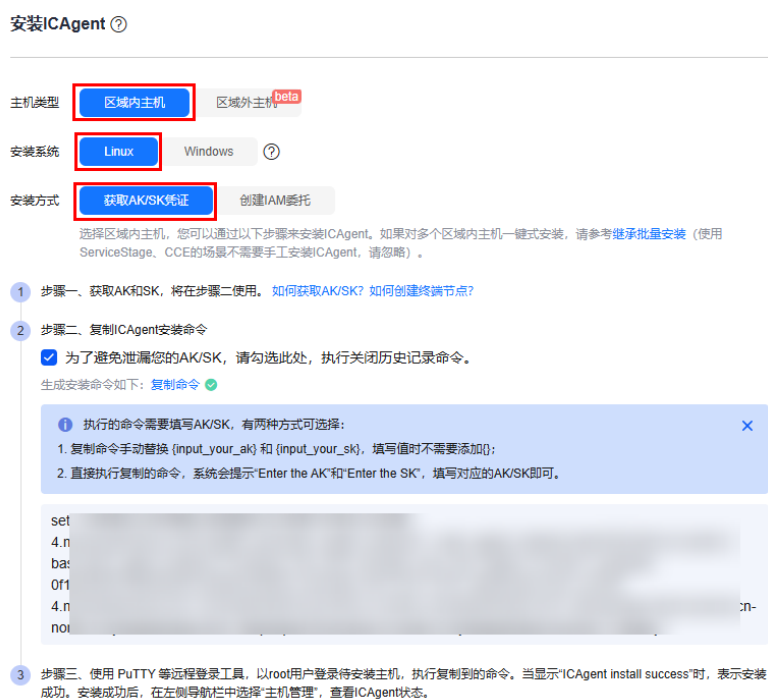 安装ICAgent ?
主机类型 区域内主机 区域外主机 beta
安装系统 Linux Windows ?
安装方式 获取AK/SK凭证 创建IAM委托
选择区域内主机，您可以通过以下步骤来安装ICAgent。如果对多个区域内主机一键式安装，请参考继承批量安装（使用
ServiceStage、CCE的场景不需要手工安装ICAgent，请忽略）。
1 步骤一、获取AK和SK，将在步骤二使用。 如何获取AK/SK? 如何创建终端节点?
2 步骤二、复制ICAgent安装命令
为了避免泄漏您的AK/SK，请勾选此处，执行关闭历史记录命令。
生成安装命令如下：复制命令
执行的命令需要填写AK/SK，有两种方式可选择：
1. 复制命令手动替换 {input_your_ak} 和 {input_your_sk}，填写值时不需要添加{};
2. 直接执行复制的命令，系统会提示“Enter the AK”和“Enter the SK”，填写对应的AK/SK即可。
set
4.n
bas
0f1
4.n cn-
nor
3 步骤三、使用 PuTTY 等远程登录工具，以root用户登录待安装主机，执行复制到的命令。当显示“ICAgent install success”时，表示安装
成功。安装成功后，在左侧导航栏中选择“主机管理”，查看ICAgent状态。